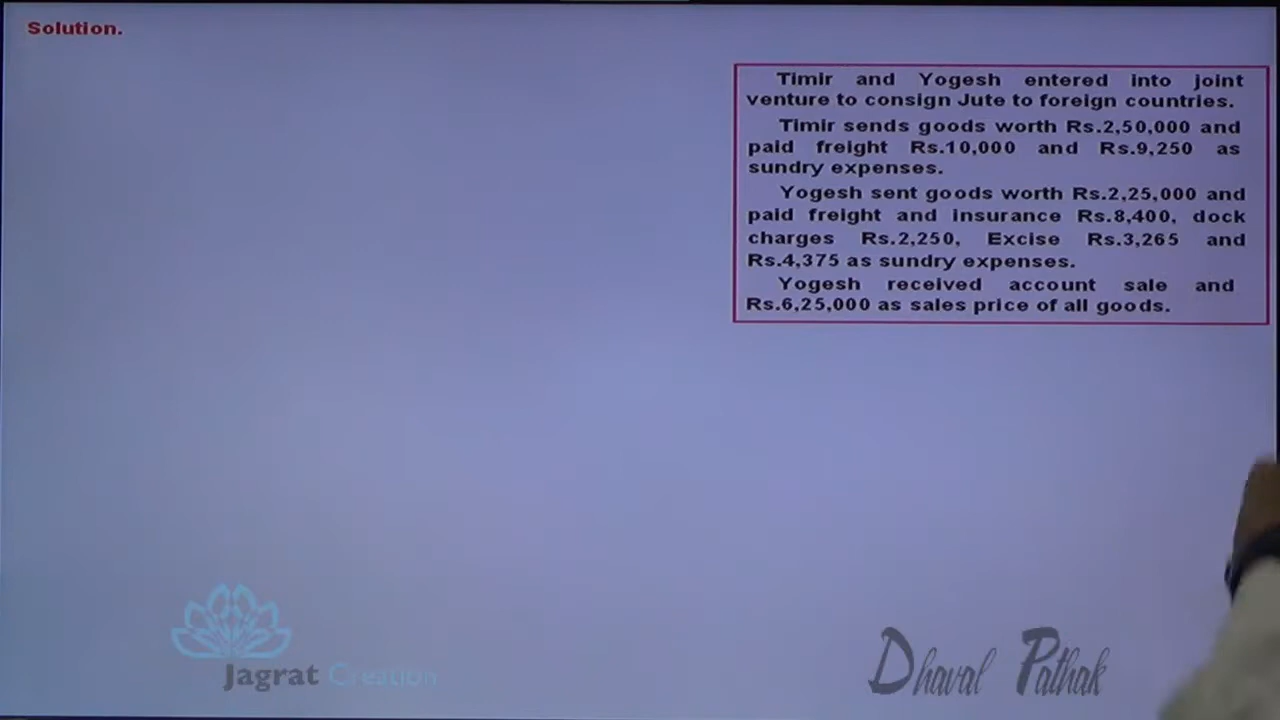 Solution.
Timir and Yogesh entered into joint
venture to consign Jute to foreign countries.
Timir sends goods worth Rs.2,50,000 and
paid freight Rs.10,000 and Rs.9,250 as
sundry expenses.
Yogesh sent goods worth Rs.2,25,000 and
paid freight and insurance Rs.8,400, dock
charges Rs.2,250, Excise Rs.3,265 and
Rs.4,375 as sundry expenses.
Yogesh received account sale and
Rs.6,25,000 as sales price of all goods.
Jagrat Creation
Dhaval Pathak